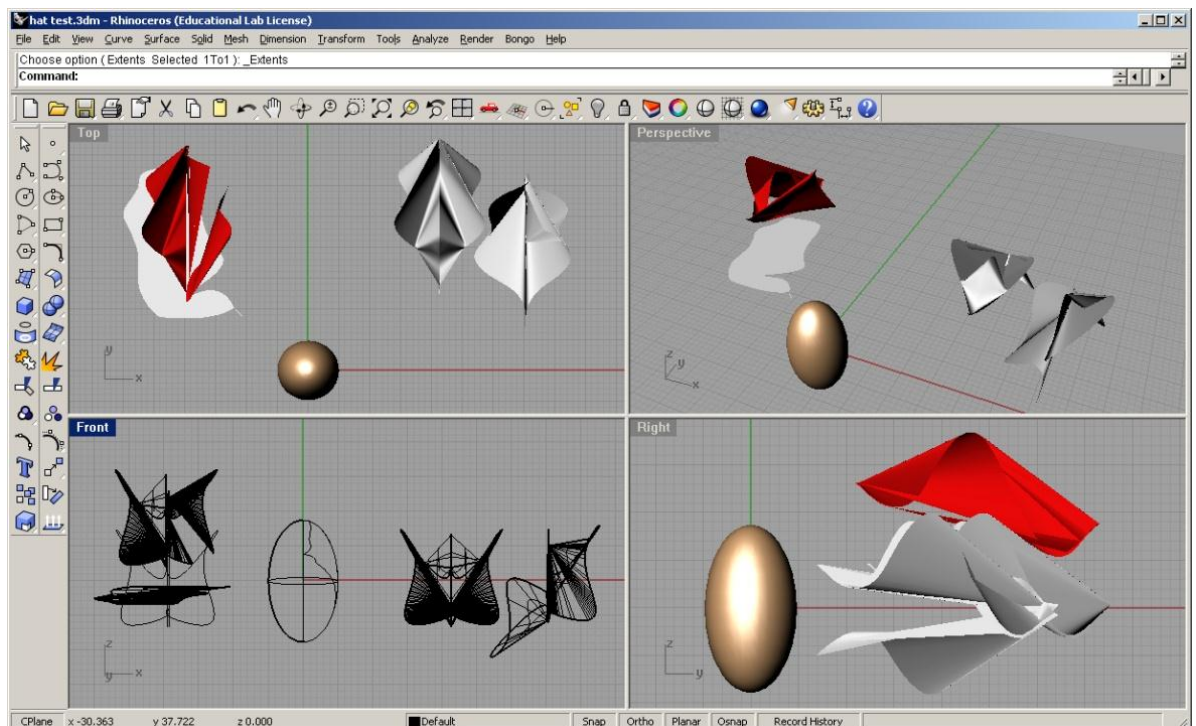 hat test.3dm - Rhinoceros (Educational Lab License)
File Edit View Curve Surface Solid Mesh Dimension Transform Tools Analyze Render Bongo Help
Choose option ( Extents Selected 1To1 ): _Extents
Command:
Top
Perspective
y
x
z
y
x
Front
Right
z
y
x
z
y
CPlane x -30.363 y 37.722 z 0.000 Default Snap Ortho Planar Osnap Record History